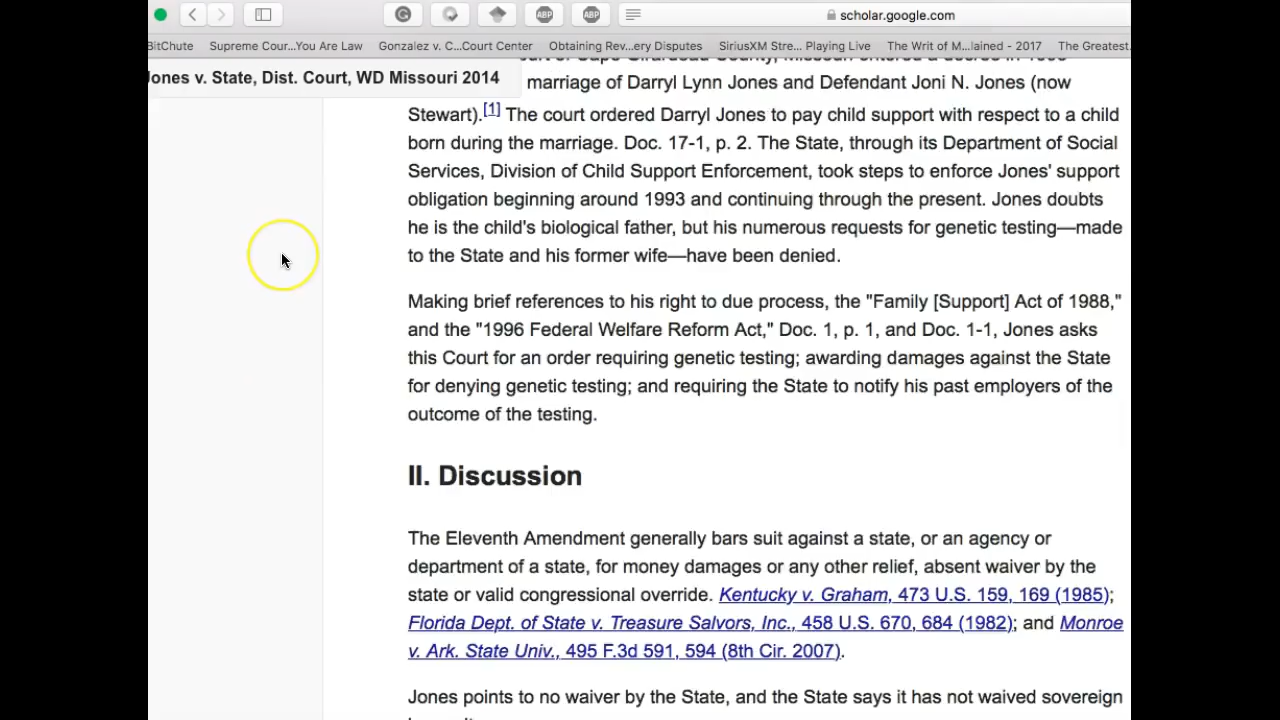 scholar.google.com
BitChute
Supreme Cour...You Are Law
Gonzalez v. C...Court Center
Obtaining Rev...ery Disputes
SiriusXM Stre... Playing Live
The Writ of M...lained - 2017
The Greatest.
Jones v. State, Dist. Court, WD Missouri 2014
marriage of Darryl Lynn Jones and Defendant Joni N. Jones (now
Stewart).[1] The court ordered Darryl Jones to pay child support with respect to a child
born during the marriage. Doc. 17-1, p. 2. The State, through its Department of Social
Services, Division of Child Support Enforcement, took steps to enforce Jones' support
obligation beginning around 1993 and continuing through the present. Jones doubts
he is the child's biological father, but his numerous requests for genetic testing—made
to the State and his former wife—have been denied.
Making brief references to his right to due process, the "Family [Support] Act of 1988,"
and the "1996 Federal Welfare Reform Act," Doc. 1, p. 1, and Doc. 1-1, Jones asks
this Court for an order requiring genetic testing; awarding damages against the State
for denying genetic testing; and requiring the State to notify his past employers of the
outcome of the testing.
II. Discussion
The Eleventh Amendment generally bars suit against a state, or an agency or
department of a state, for money damages or any other relief, absent waiver by the
state or valid congressional override. Kentucky v. Graham, 473 U.S. 159, 169 (1985);
Florida Dept. of State v. Treasure Salvors, Inc., 458 U.S. 670, 684 (1982); and Monroe
v. Ark. State Univ., 495 F.3d 591, 594 (8th Cir. 2007).
Jones points to no waiver by the State, and the State says it has not waived sovereign